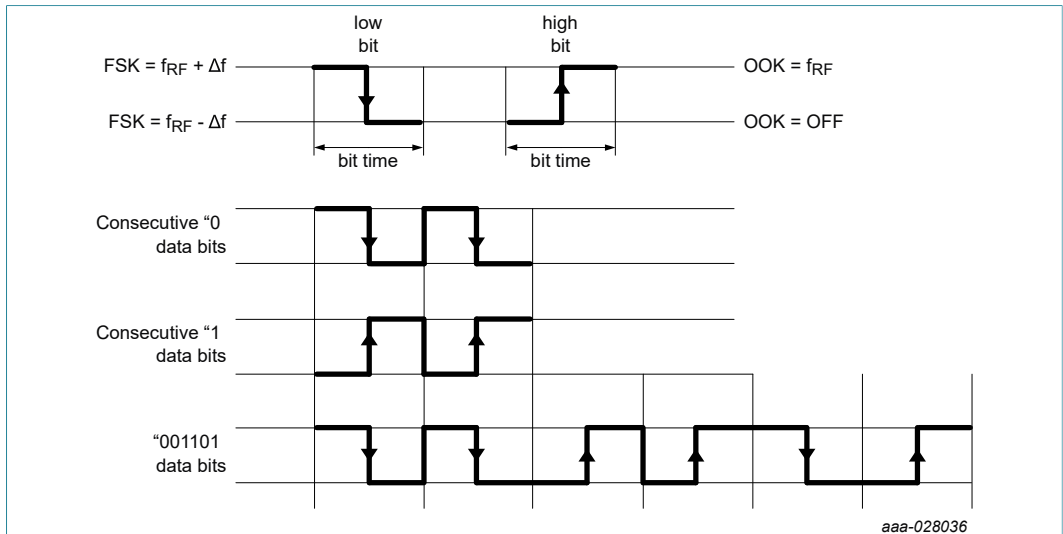 low
bit
high
bit
FSK = fRF + Δf
OOK = fRF
FSK = fRF - Δf
OOK = OFF
bit time
bit time
Consecutive “0
data bits
Consecutive “1
data bits
“001101
data bits
aaa-028036